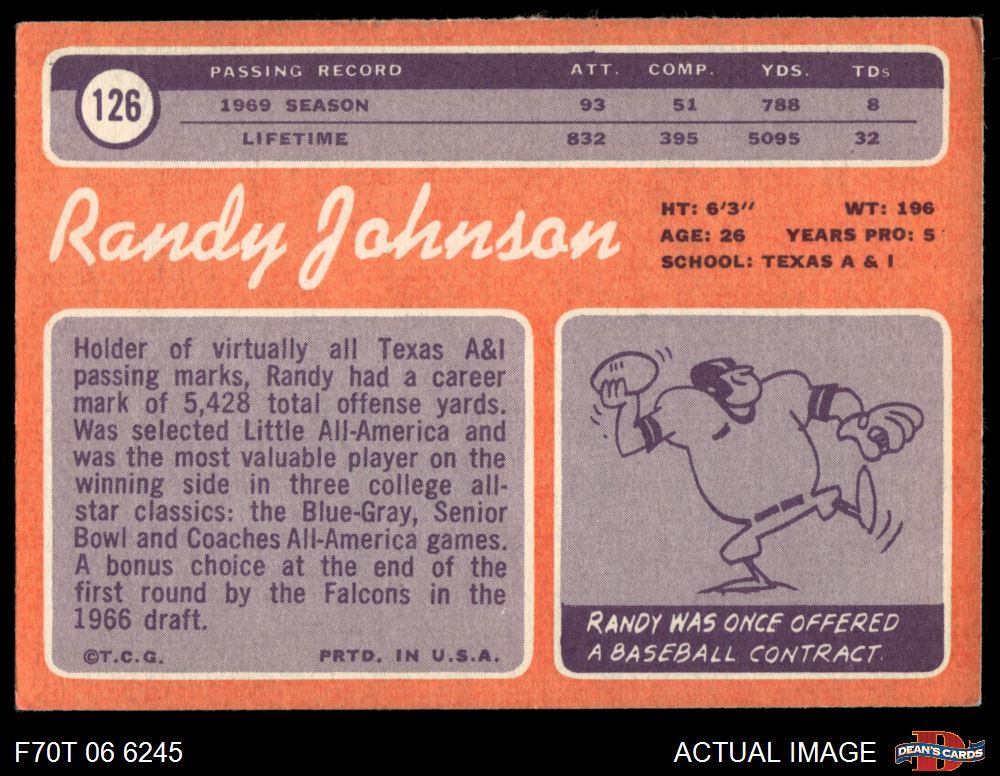 126
PASSING RECORD ATT. COMP. YDS. TDs
1969 SEASON 93 51 788 8
LIFETIME 832 395 5095 32
Randy Johnson
HT: 6'3" WT: 196
AGE: 26 YEARS PRO: 5
SCHOOL: TEXAS A & I
Holder of virtually all Texas A&I
passing marks, Randy had a career
mark of 5,428 total offense yards.
Was selected Little All-America and
was the most valuable player on the
winning side in three college all-
star classics: the Blue-Gray, Senior
Bowl and Coaches All-America games.
A bonus choice at the end of the
first round by the Falcons in the
1966 draft.
©T.C.G. PRTD. IN U.S.A.
RANDY WAS ONCE OFFERED
A BASEBALL CONTRACT.
F70T 06 6245 ACTUAL IMAGE
D
DEAN'S CARDS